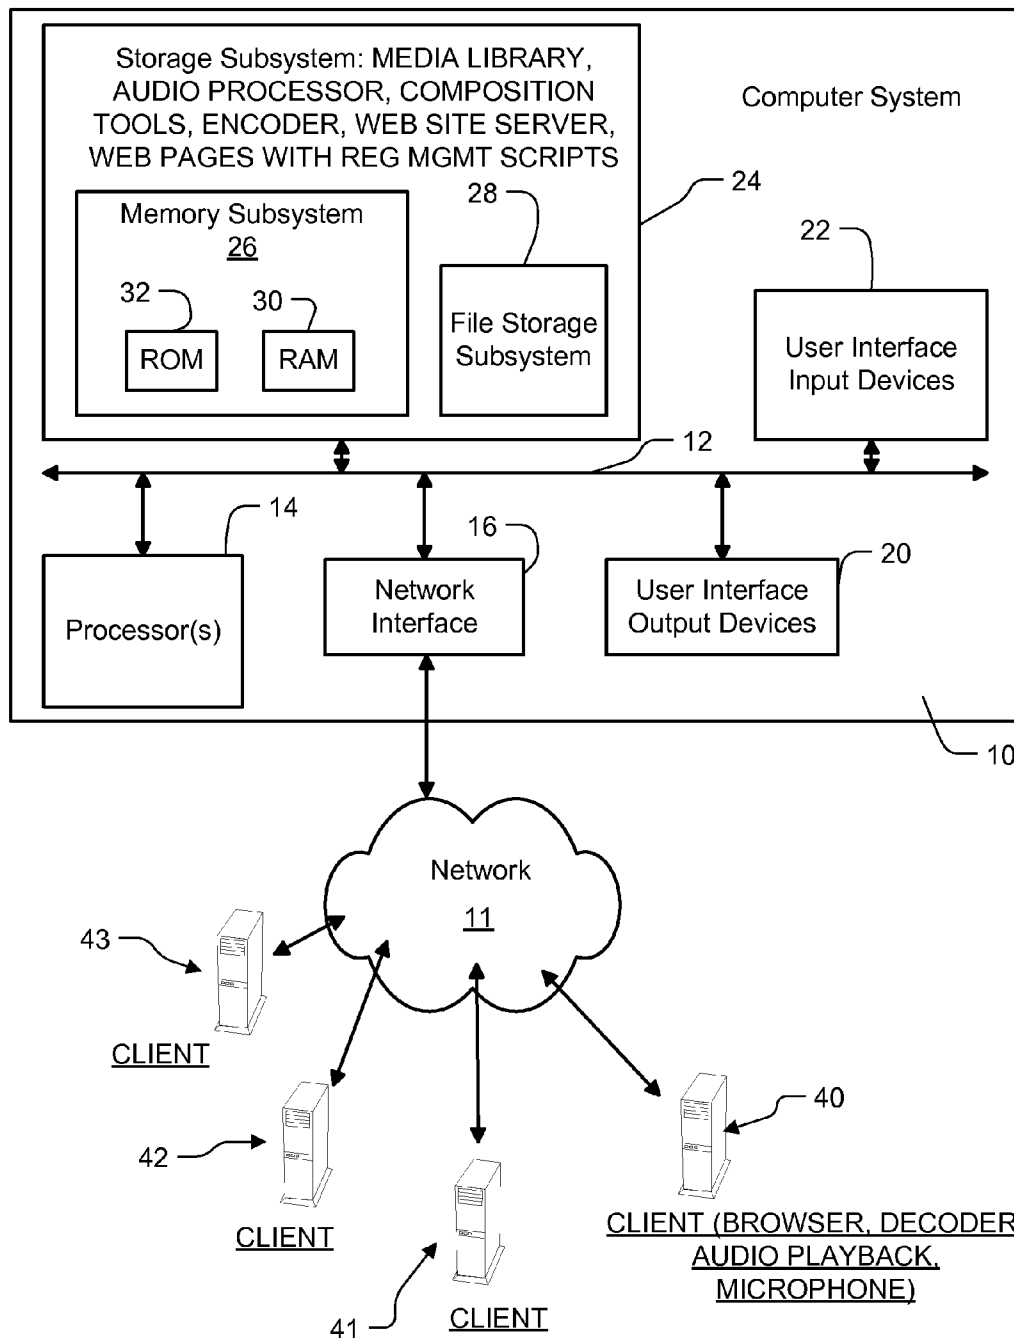 Storage Subsystem: MEDIA LIBRARY,
AUDIO PROCESSOR, COMPOSITION
TOOLS, ENCODER, WEB SITE SERVER,
WEB PAGES WITH REG MGMT SCRIPTS
Computer System
24
28
22
Memory Subsystem
26
32
30
ROM
RAM
File Storage
Subsystem
User Interface
Input Devices
12
14
16
20
Processor(s)
Network
Interface
User Interface
Output Devices
10
Network
11
43
CLIENT
42
CLIENT
41
CLIENT
40
CLIENT (BROWSER, DECODER
AUDIO PLAYBACK,
MICROPHONE)